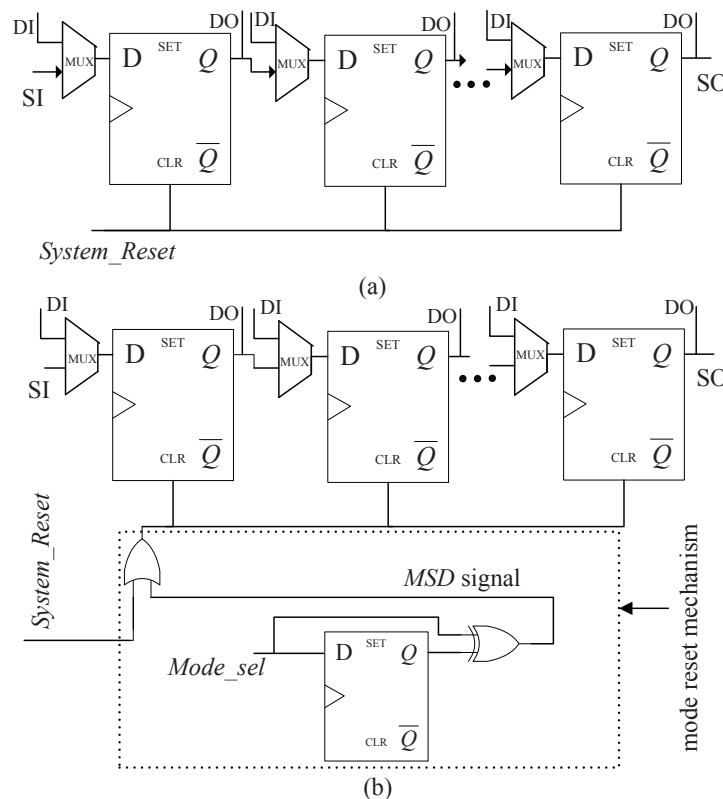 DI DO DI DO DI DO
MUX D SET Q MUX D SET Q MUX D SET Q
SI SO
CLR Q CLR Q CLR Q
System_Reset
(a)
DI DO DI DO DI DO
MUX D SET Q MUX D SET Q MUX D SET Q
SI SO
CLR Q CLR Q CLR Q
System_Reset
MSD signal
mode reset mechanism
Mode_sel D SET Q
CLR Q
(b)